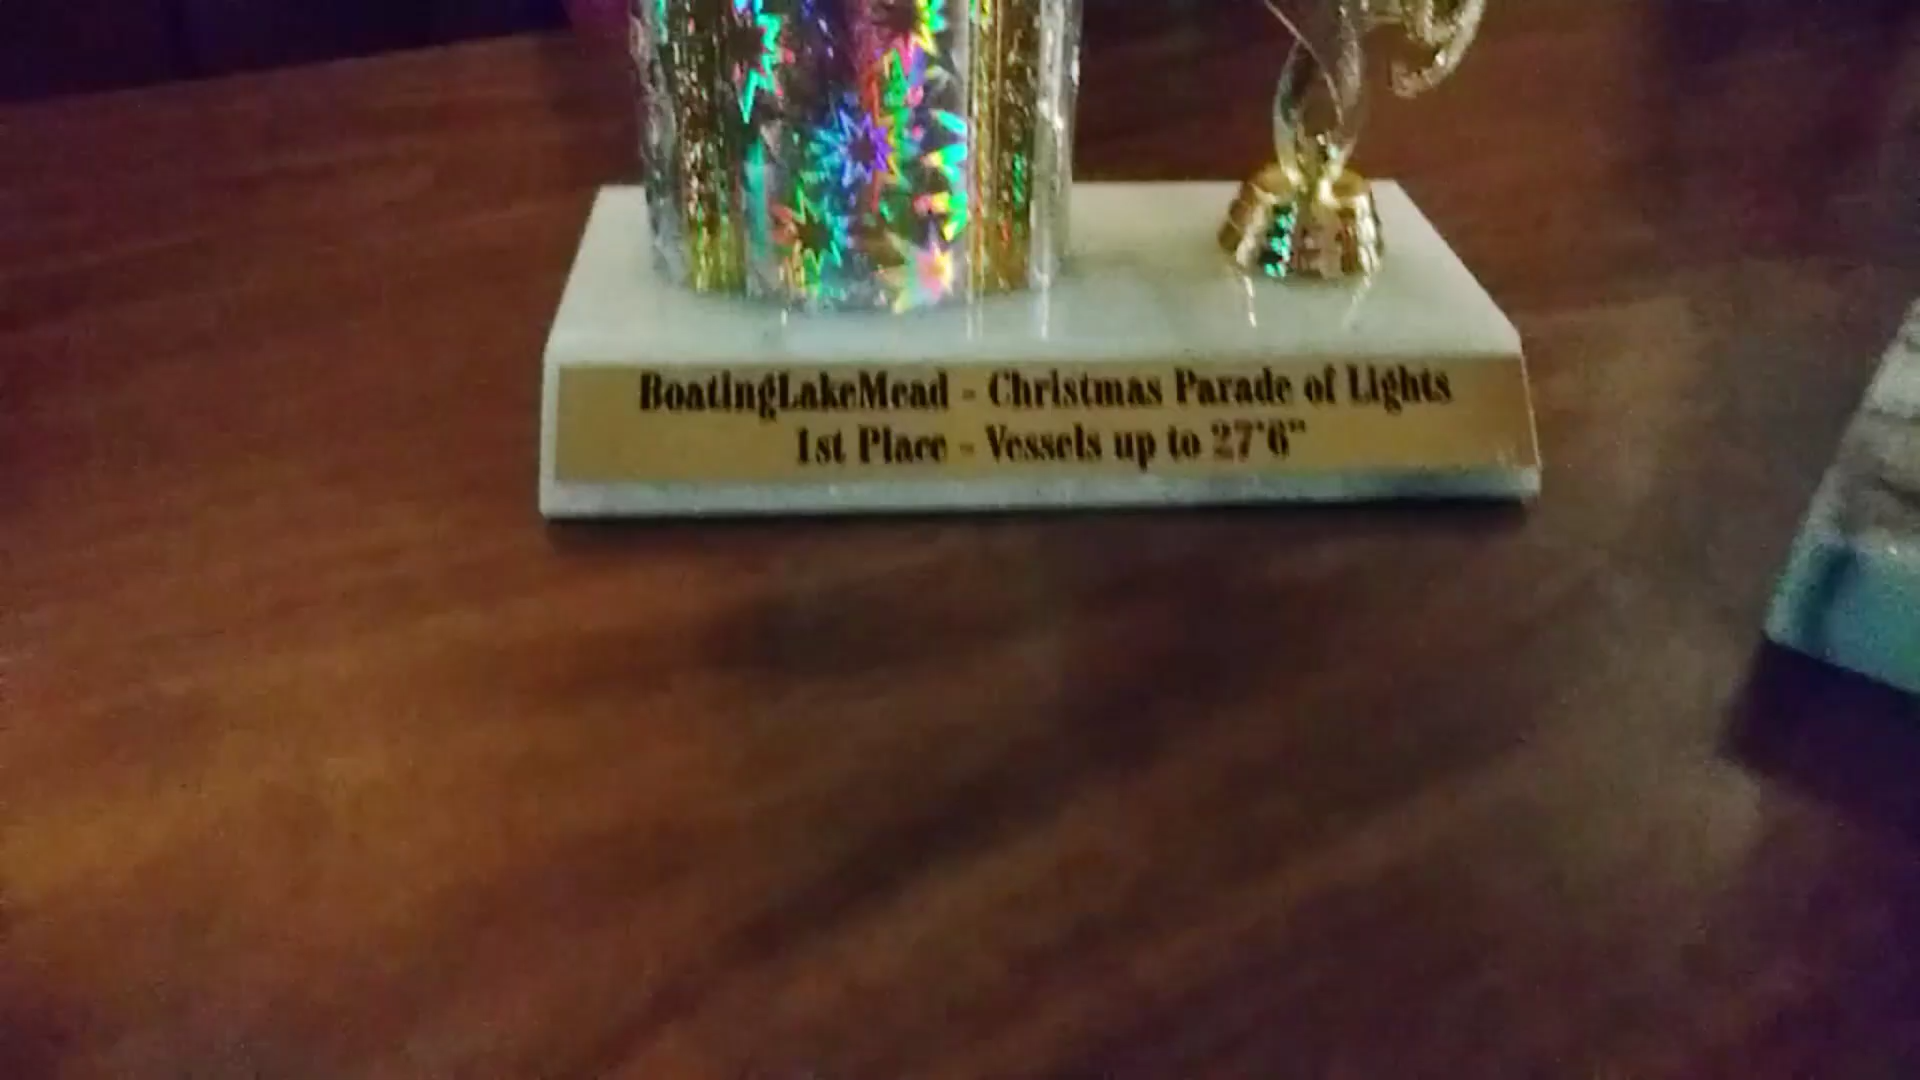 BoatingLakeMead - Christmas Parade of Lights
1st Place - Vessels up to 27'6"